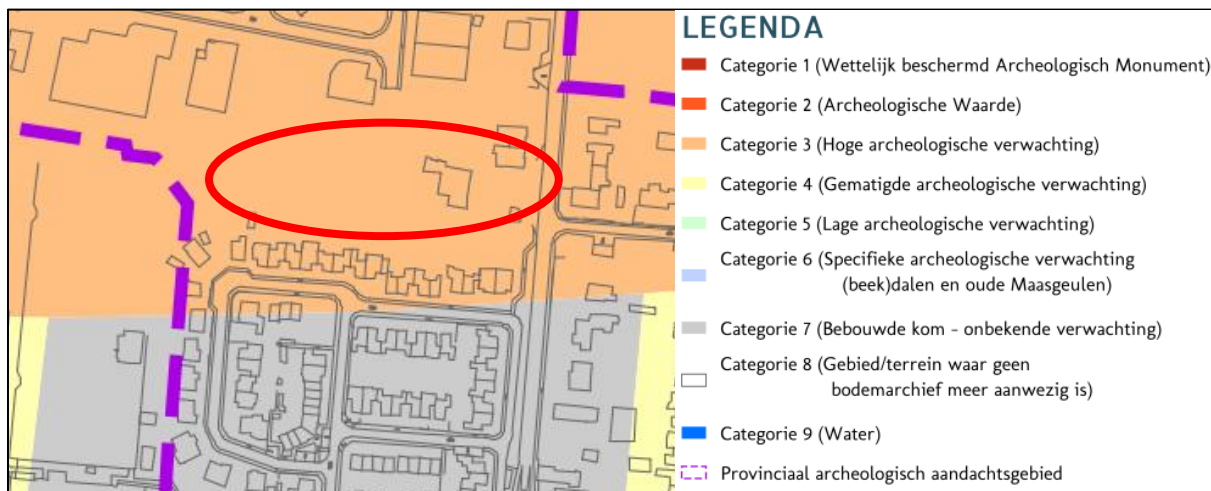 LEGENDA
Categorie 1 (Wettelijk beschermd Archeologisch Monument)
Categorie 2 (Archeologische Waarde)
Categorie 3 (Hoge archeologische verwachting)
Categorie 4 (Gematigde archeologische verwachting)
Categorie 5 (Lage archeologische verwachting)
Categorie 6 (Specifieke archeologische verwachting
(beek)dalen en oude Maasgeulen)
Categorie 7 (Bebouwde kom - onbekende verwachting)
Categorie 8 (Gebied/terrein waar geen
bodemarchief meer aanwezig is)
Categorie 9 (Water)
Provinciaal archeologisch aandachtsgebied